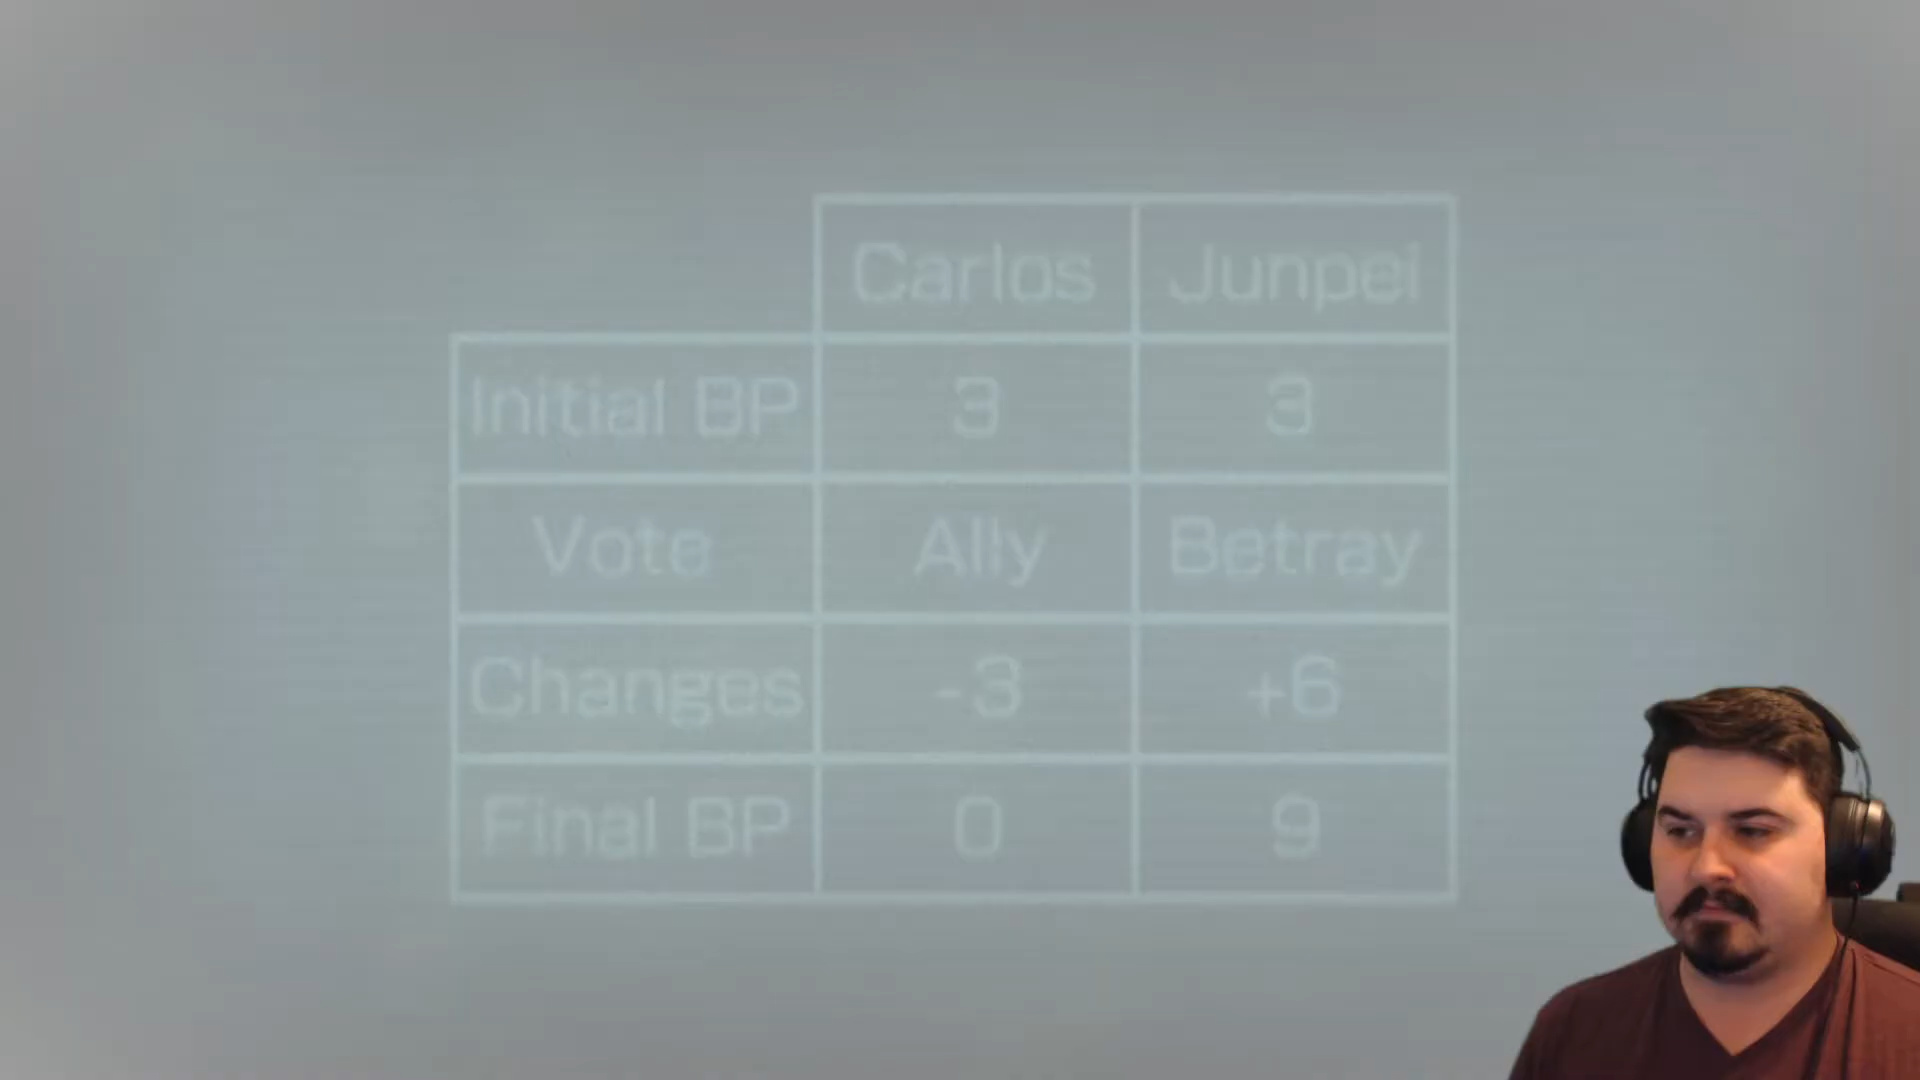 Carlos Junpei
Initial BP 3 3
Vote Ally Betray
Changes -3 +6
Final BP 0 9